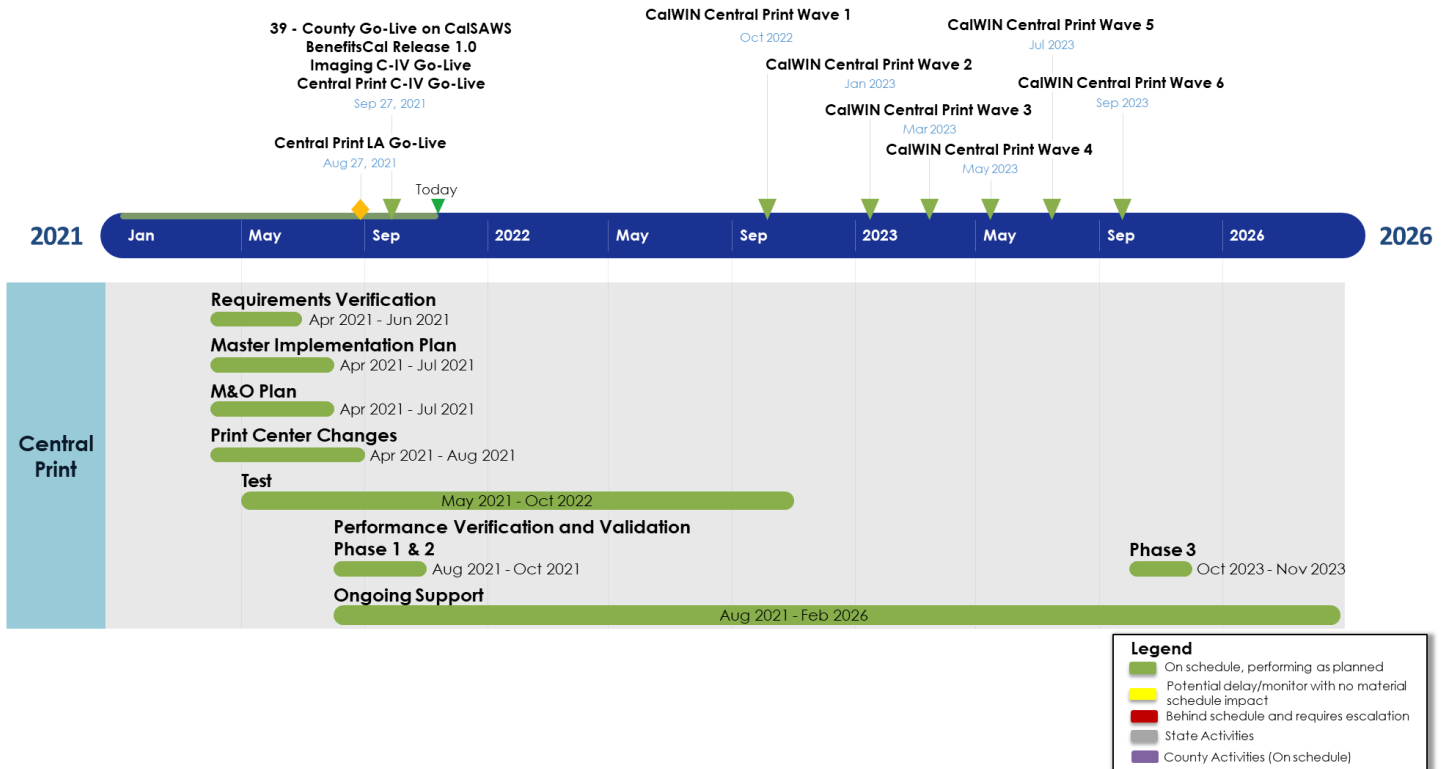 39 - County Go-Live on CalSAWS
BenefitsCal Release 1.0
Imaging C-IV Go-Live
Central Print C-IV Go-Live
Sep 27, 2021
Central Print LA Go-Live
Aug 27, 2021
Today
CalWIN Central Print Wave 1
Oct 2022
CalWIN Central Print Wave 2
Jan 2023
CalWIN Central Print Wave 3
Mar 2023
CalWIN Central Print Wave 4
May 2023
CalWIN Central Print Wave 5
Jul 2023
CalWIN Central Print Wave 6
Sep 2023
2021
Jan
May
Sep
2022
May
Sep
2023
May
Sep
2026
2026
Central
Print
Requirements Verification
Apr 2021 - Jun 2021
Master Implementation Plan
Apr 2021 - Jul 2021
M&O Plan
Apr 2021 - Jul 2021
Print Center Changes
Apr 2021 - Aug 2021
Test
May 2021 - Oct 2022
Performance Verification and Validation
Phase 1 & 2
Aug 2021 - Oct 2021
Phase 3
Oct 2023 - Nov 2023
Ongoing Support
Aug 2021 - Feb 2026
Legend
On schedule, performing as planned
Potential delay/monitor with no material
schedule impact
Behind schedule and requires escalation
State Activities
County Activities (On schedule)